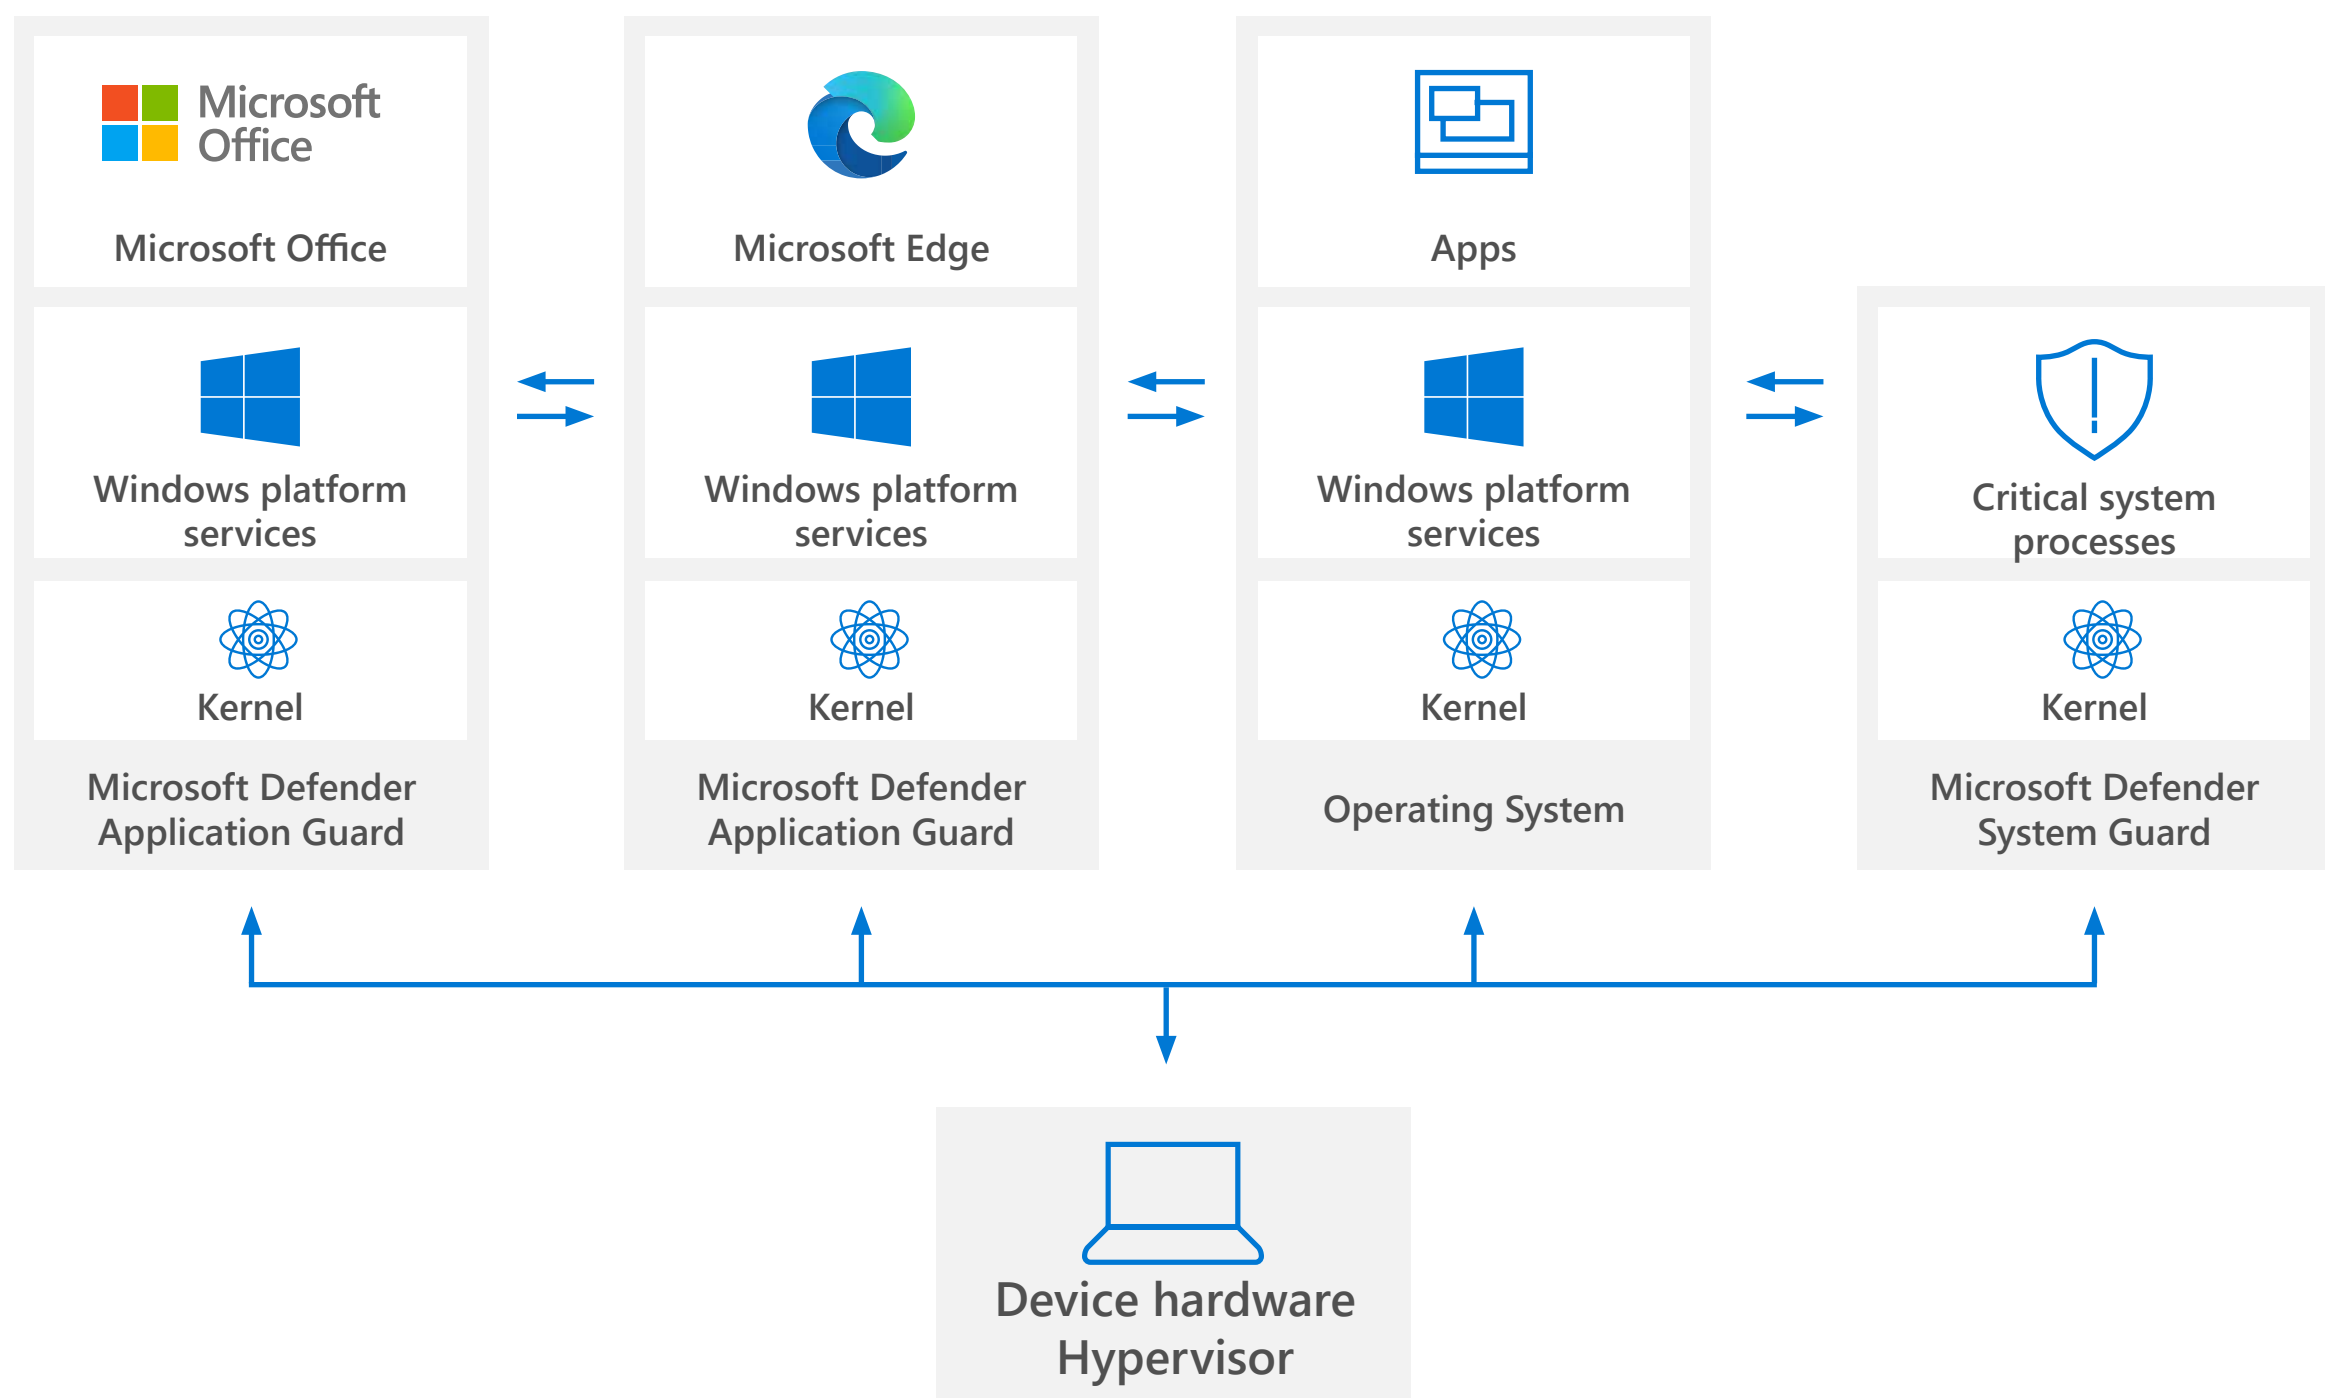 Microsoft
Office
Microsoft Office
Windows platform
services
Kernel
Microsoft Defender
Application Guard
Microsoft Edge
Windows platform
services
Kernel
Microsoft Defender
Application Guard
Apps
Windows platform
services
Kernel
Operating System
Critical system
processes
Kernel
Microsoft Defender
System Guard
Device hardware
Hypervisor